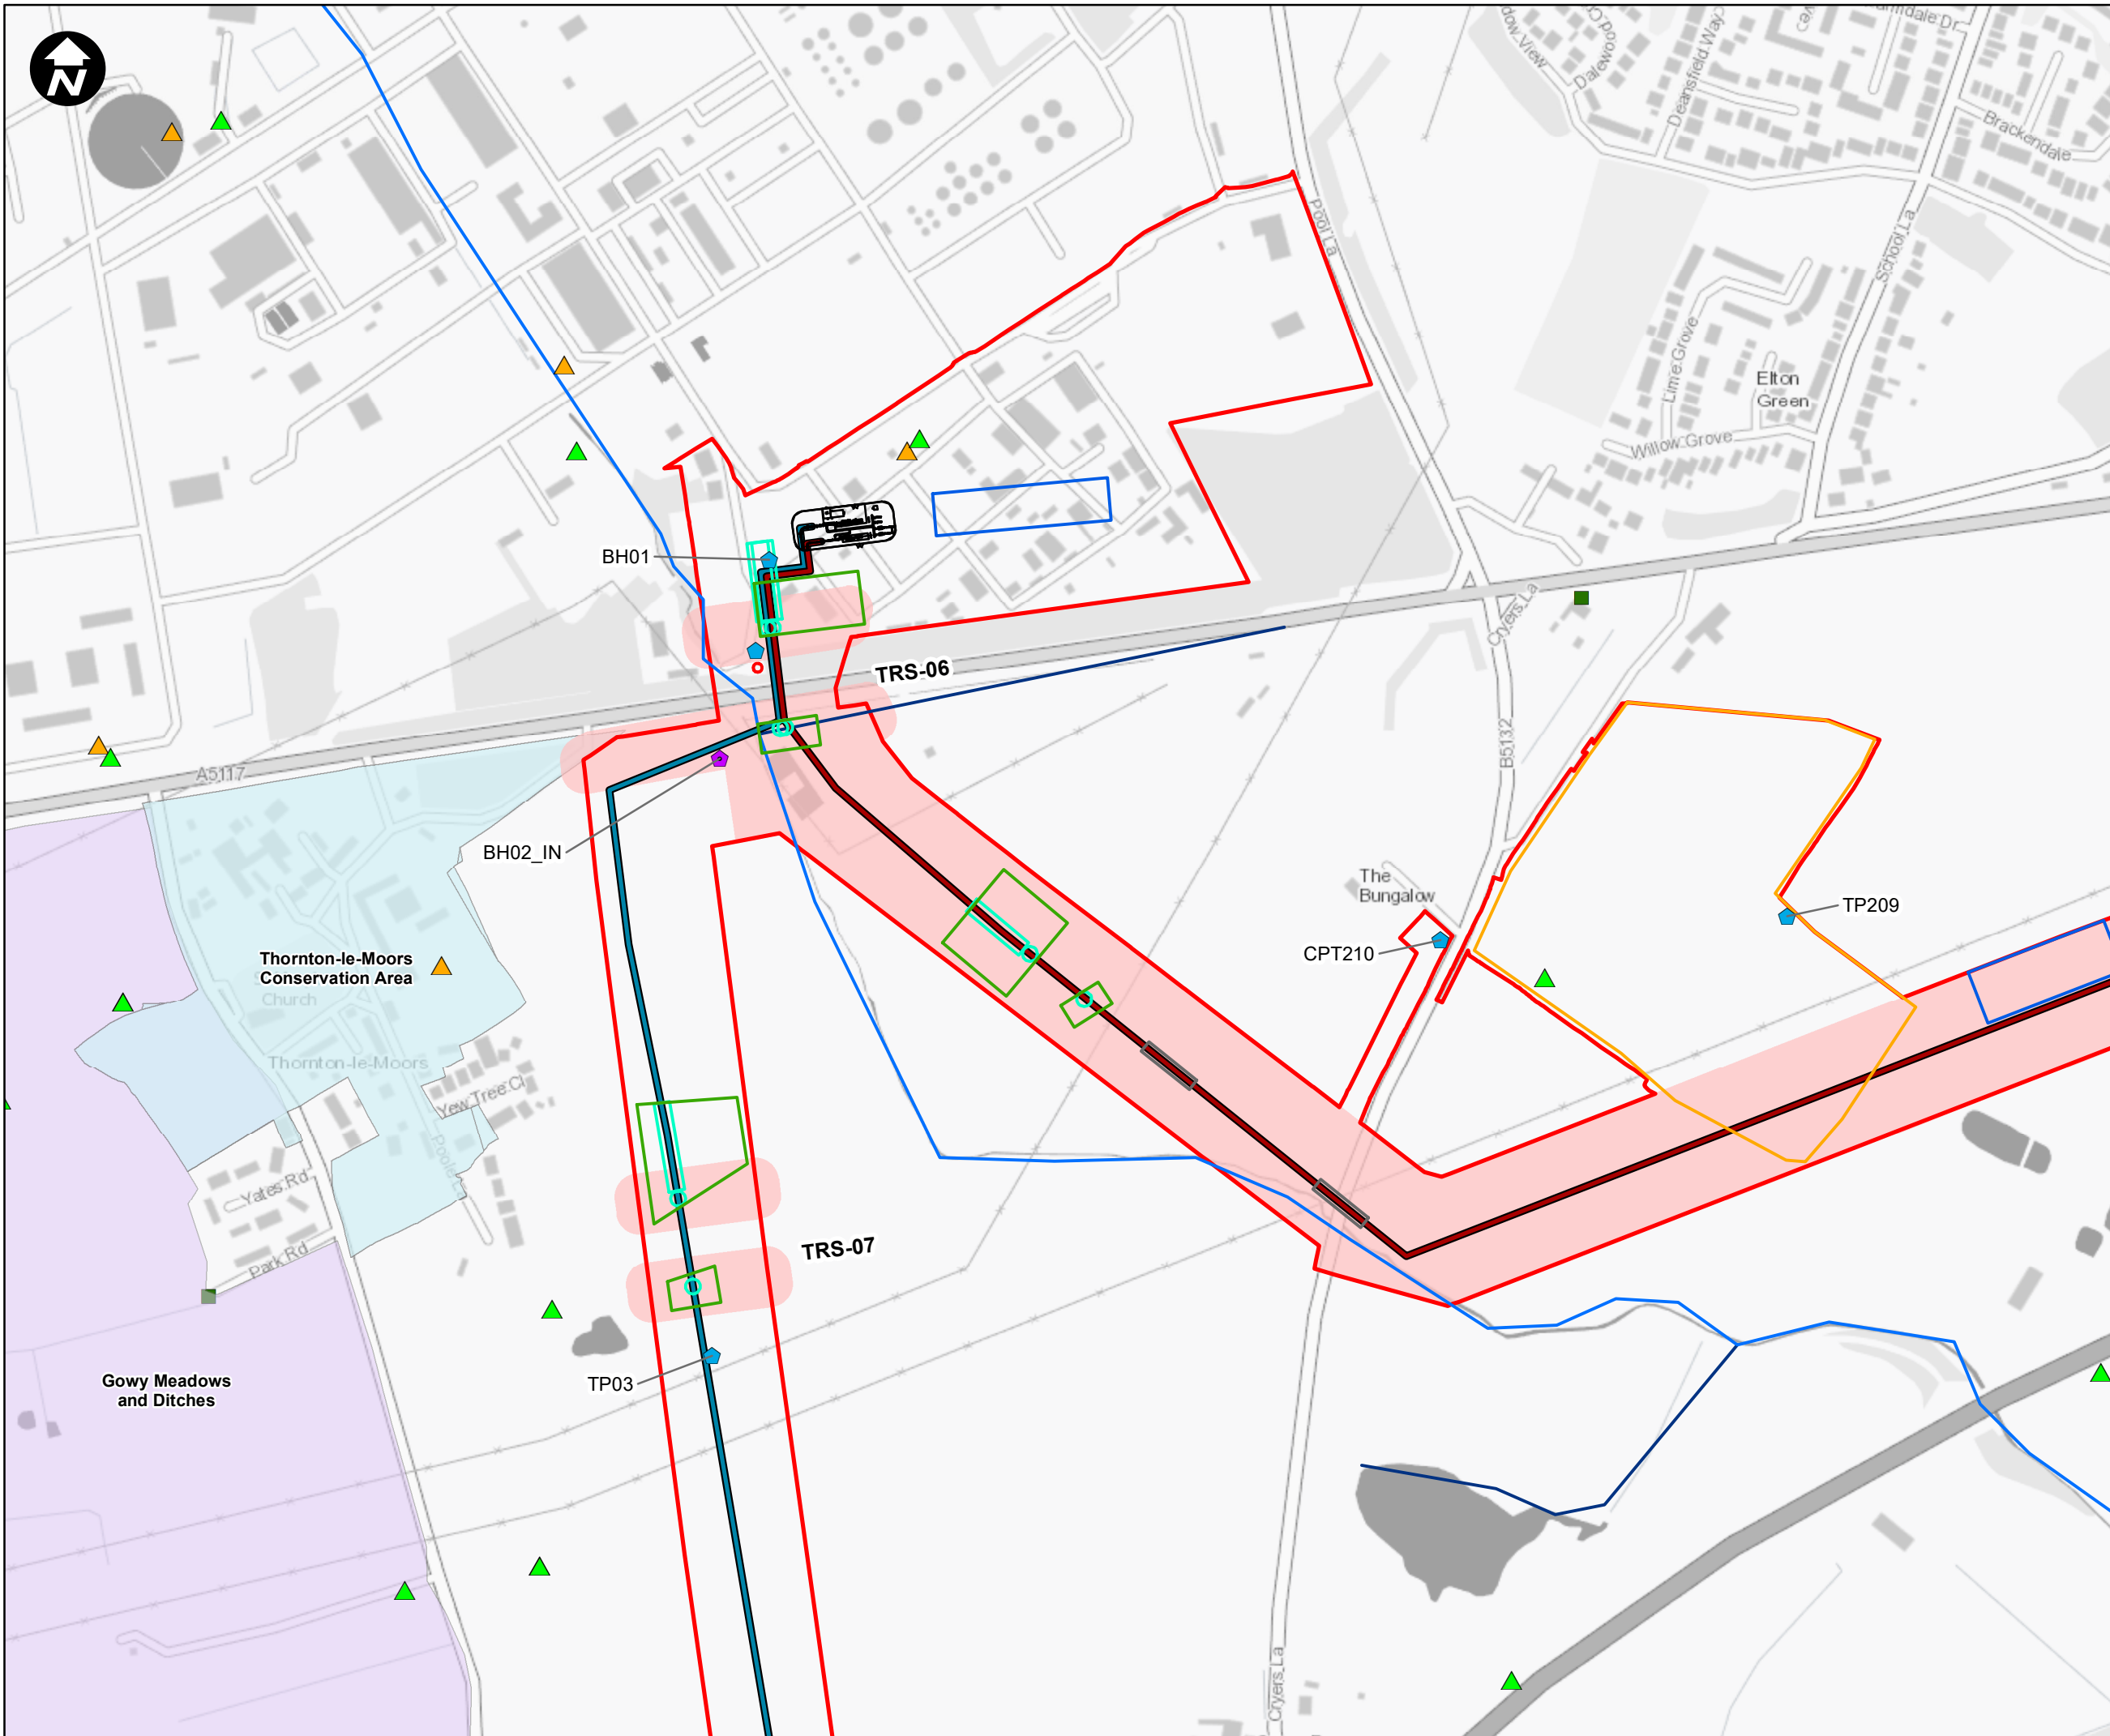 N
Dalewood Cr
Deansfield Way
Brackendale
Pool La
School La
Lime Grove
Elton
Green
Willow Grove
BH01
TRS-06
Cryers La
A5117
B5132
BH02_IN
The
Bungalow
TP209
CPT210
Thornton-le-Moors
Conservation Area
Church
Thornton-le-Moors
Yew Tree Cl
Yates Rd
Park Rd
TRS-07
TP03
Gowy Meadows
and Ditches
Cryers La